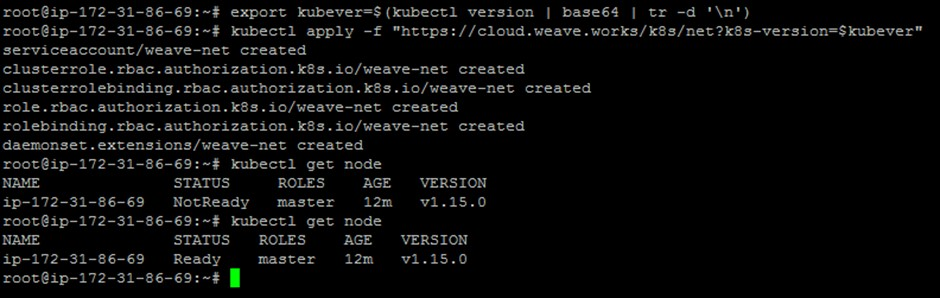 root@ip-172-31-86-69:~# export kubever=$(kubectl version | base64 | tr -d '\n')
root@ip-172-31-86-69:~# kubectl apply -f "https://cloud.weave.works/k8s/net?k8s-version=$kubever"
serviceaccount/weave-net created
clusterrole.rbac.authorization.k8s.io/weave-net created
clusterrolebinding.rbac.authorization.k8s.io/weave-net created
role.rbac.authorization.k8s.io/weave-net created
rolebinding.rbac.authorization.k8s.io/weave-net created
daemonset.extensions/weave-net created
root@ip-172-31-86-69:~# kubectl get node
NAME STATUS ROLES AGE VERSION
ip-172-31-86-69 NotReady master 12m v1.15.0
root@ip-172-31-86-69:~# kubectl get node
NAME STATUS ROLES AGE VERSION
ip-172-31-86-69 Ready master 12m v1.15.0
root@ip-172-31-86-69:~#